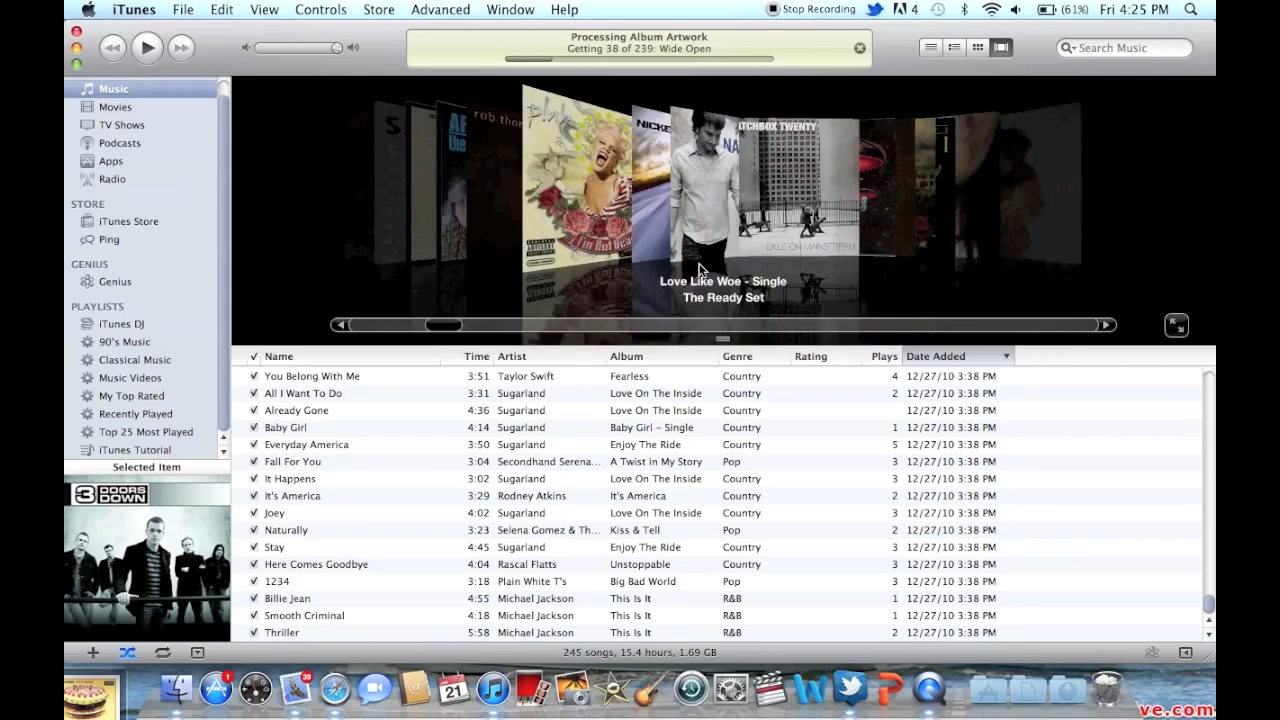 iTunes File Edit View Controls Store Advanced Window Help Stop Recording 4 (61%) Fri 4:25 PM
Processing Album Artwork
Getting 38 of 239: Wide Open
Search Music
Music
Movies
TV Shows
Podcasts
Apps
Radio
STORE
iTunes Store
Ping
GENIUS
Genius
PLAYLISTS
iTunes DJ
90's Music
Classical Music
Music Videos
My Top Rated
Recently Played
Top 25 Most Played
iTunes Tutorial
Selected Item
3 DOORS DOWN
rob tho
p!nk
NICKE
NA
TCHBOX TWENTY
EXILE ON MAINSTREAM
Love Like Woe - Single
The Ready Set
Name Time Artist Album Genre Rating Plays Date Added
You Belong With Me 3:51 Taylor Swift Fearless Country 4 12/27/10 3:38 PM
All I Want To Do 3:31 Sugarland Love On The Inside Country 2 12/27/10 3:38 PM
Already Gone 4:36 Sugarland Love On The Inside Country 12/27/10 3:38 PM
Baby Girl 4:14 Sugarland Baby Girl - Single Country 1 12/27/10 3:38 PM
Everyday America 3:50 Sugarland Enjoy The Ride Country 5 12/27/10 3:38 PM
Fall For You 3:04 Secondhand Serena... A Twist in My Story Pop 3 12/27/10 3:38 PM
It Happens 3:02 Sugarland Love On The Inside Country 3 12/27/10 3:38 PM
It's America 3:29 Rodney Atkins It's America Country 2 12/27/10 3:38 PM
Joey 4:02 Sugarland Love On The Inside Country 3 12/27/10 3:38 PM
Naturally 3:23 Selena Gomez & Th... Kiss & Tell Pop 2 12/27/10 3:38 PM
Stay 4:45 Sugarland Enjoy The Ride Country 3 12/27/10 3:38 PM
Here Comes Goodbye 4:04 Rascal Flatts Unstoppable Country 3 12/27/10 3:38 PM
1234 3:18 Plain White T's Big Bad World Pop 3 12/27/10 3:38 PM
Billie Jean 4:55 Michael Jackson This Is It R&B 1 12/27/10 3:38 PM
Smooth Criminal 4:18 Michael Jackson This Is It R&B 1 12/27/10 3:38 PM
Thriller 5:58 Michael Jackson This Is It R&B 2 12/27/10 3:38 PM
245 songs, 15.4 hours, 1.69 GB
1
39
21
ve.com